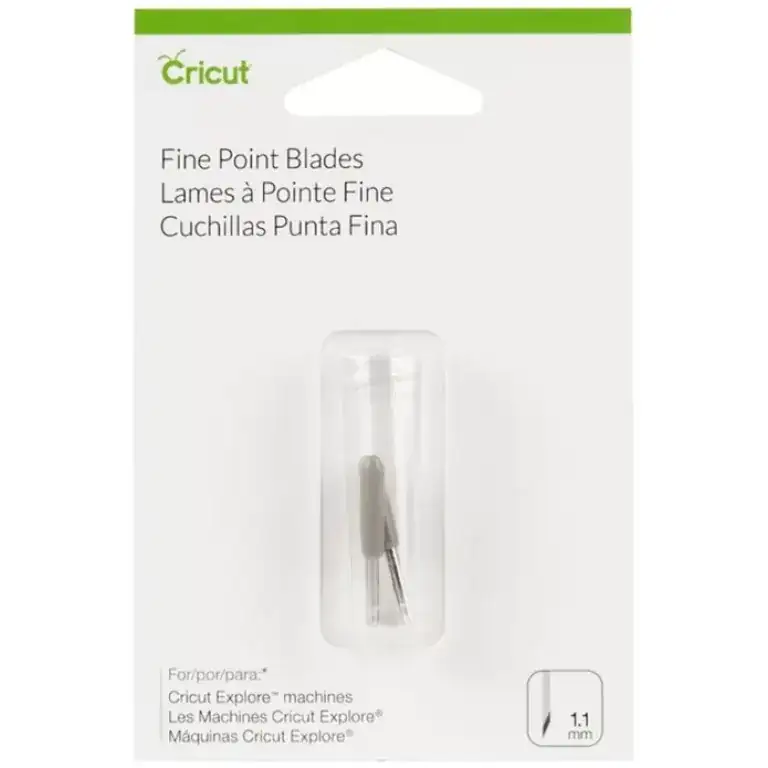 Cricut
Fine Point Blades
Lames à Pointe Fine
Cuchillas Punta Fina
For/por/para:*
Cricut Explore™ machines
Les Machines Cricut Explore®
Máquinas Cricut Explore®
1.1
mm